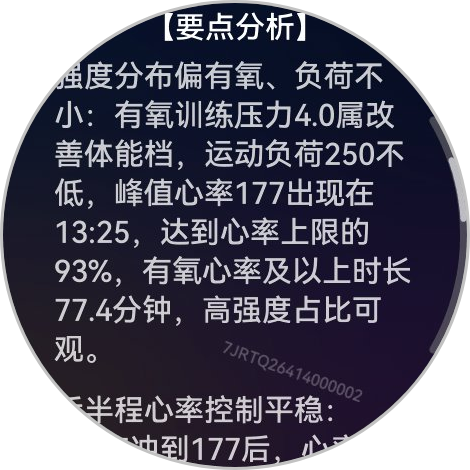 【要点分析】
强度分布偏有氧、负荷不
小：有氧训练压力4.0属改
善体能档，运动负荷250不
低，峰值心率177出现在
13:25，达到心率上限的
93%，有氧心率及以上时长
77.4分钟，高强度占比可
观。
7JRTQ26414000002
半程心率控制平稳：
冲到177后，心率